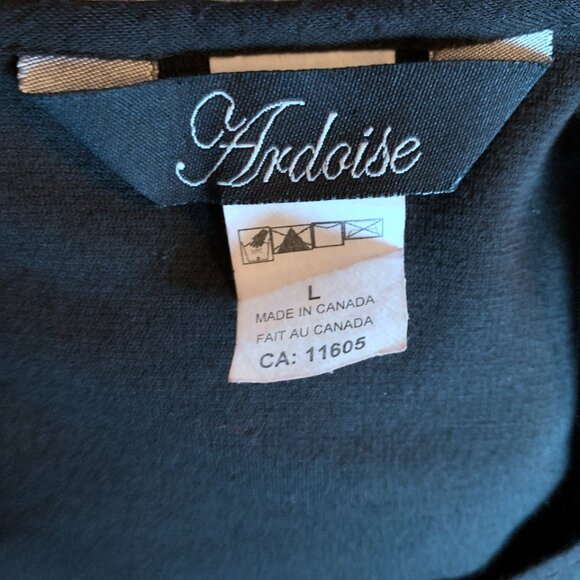 Ardoise
L
MADE IN CANADA
FAIT AU CANADA
CA: 11605